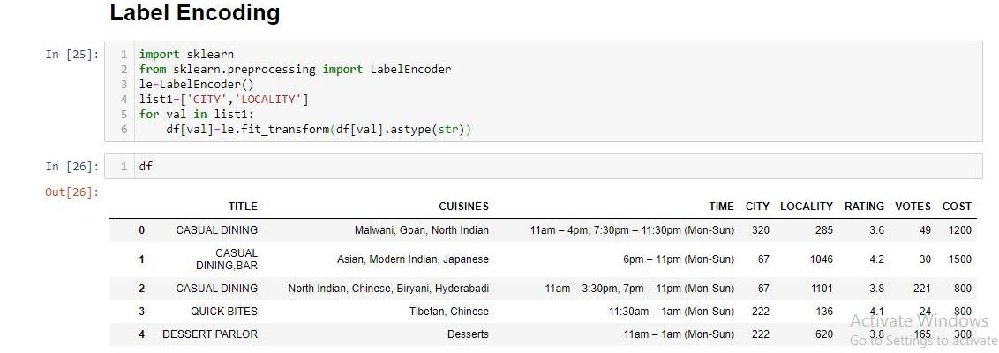 Label Encoding
In [25]:
1 import sklearn
2 from sklearn.preprocessing import LabelEncoder
3 le=LabelEncoder()
4 list1=['CITY','LOCALITY']
5 for val in list1:
6     df[val]=le.fit_transform(df[val].astype(str))
In [26]:
1 df
Out[26]:
TITLE CUISINES TIME CITY LOCALITY RATING VOTES COST
0 CASUAL DINING Malwani, Goan, North Indian 11am – 4pm, 7:30pm – 11:30pm (Mon-Sun) 320 285 3.6 49 1200
1 CASUAL DINING,BAR Asian, Modern Indian, Japanese 6pm – 11pm (Mon-Sun) 67 1046 4.2 30 1500
2 CASUAL DINING North Indian, Chinese, Biryani, Hyderabadi 11am – 3:30pm, 7pm – 11pm (Mon-Sun) 67 1101 3.8 221 800
3 QUICK BITES Tibetan, Chinese 11:30am – 1am (Mon-Sun) 222 136 4.1 24 800
4 DESSERT PARLOR Desserts 11am – 1am (Mon-Sun) 222 620 3.8 165 300
Activate Windows
Go to Settings to activate